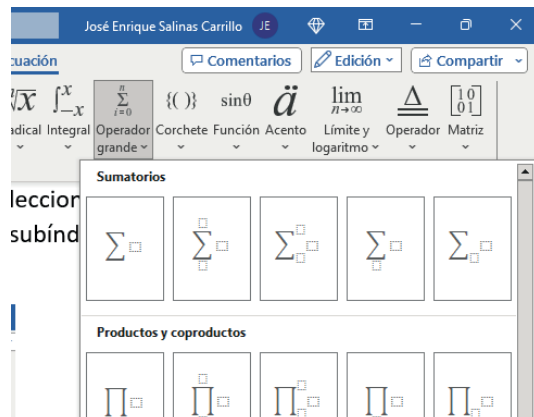 José Enrique Salinas Carrillo JE
cuación Comentarios Edición Compartir
adical Integral Operador grande Corchete Función Acento Límite y logaritmo Operador Matriz
Sumatorios
leccion
subínd
Productos y coproductos